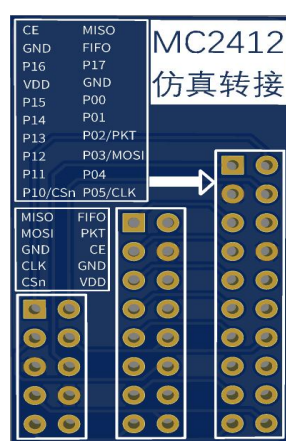 CE MISO
GND FIFO
P16 P17
VDD GND
P15 P00
P14 P01
P13 P02/PKT
P12 P03/MOSI
P11 P04
P10/CSn P05/CLK
MC2412
仿真转接
MISO FIFO
MOSI PKT
GND CE
CLK GND
CSn VDD